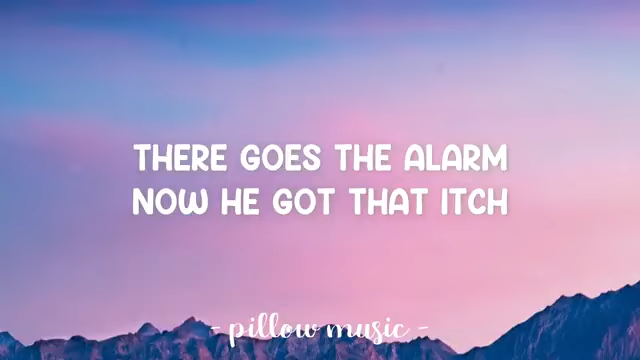 THERE GOES THE ALARM
NOW HE GOT THAT ITCH
- pillow music -